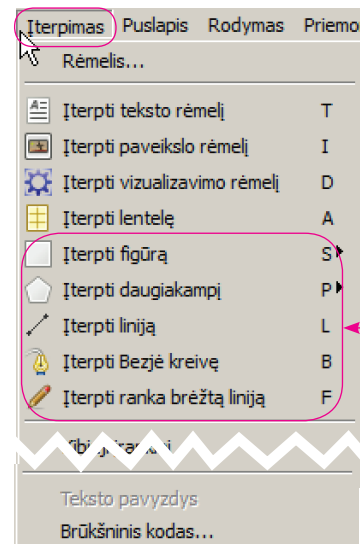 Įterpimas Puslapis Rodymas Priemo
Rėmelis...
Įterpti teksto rėmelį T
Įterpti paveikslo rėmelį I
Įterpti vizualizavimo rėmelį D
Įterpti lentelę A
Įterpti figūrą S
Įterpti daugiakampį P
Įterpti liniją L
Įterpti Bezjė kreivę B
Įterpti ranka brėžtą liniją F
Teksto pavyzdys
Brūkšninis kodas...